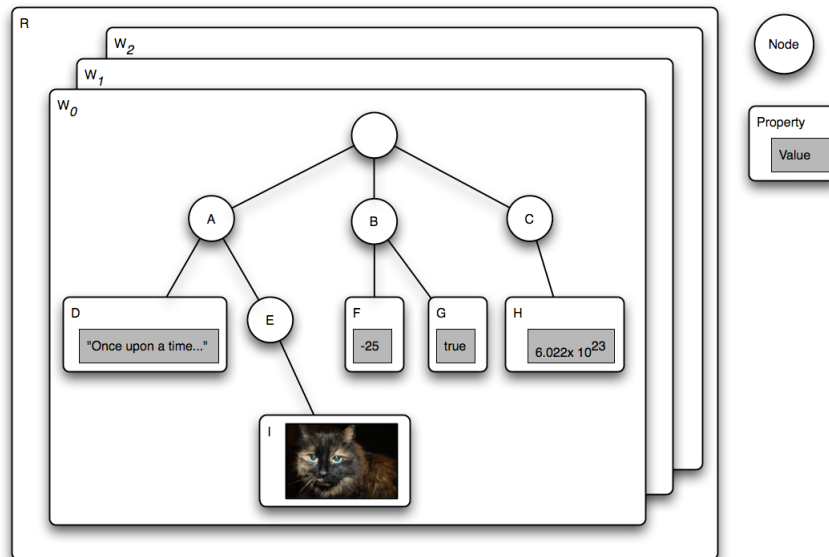 R
W2
W1
W0
Node
Property
Value
A
B
C
D
"Once upon a time..."
E
F
-25
G
true
H
6.022x 10^23
I